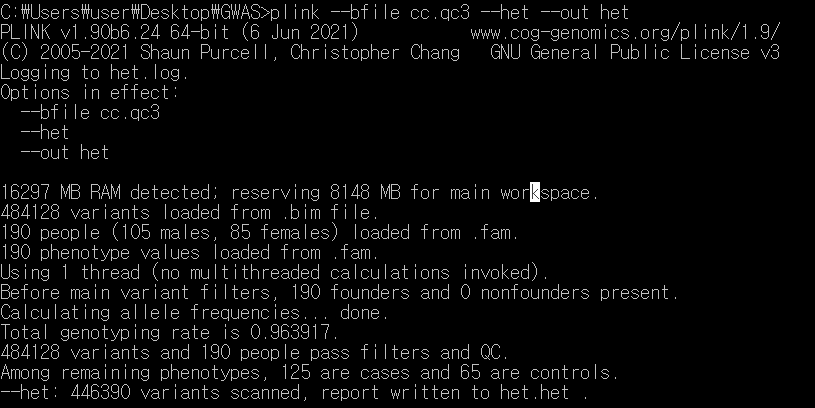 C:₩Users₩user₩Desktop₩GWAS>plink --bfile cc.qc3 --het --out het
PLINK v1.90b6.24 64-bit (6 Jun 2021) www.cog-genomics.org/plink/1.9/
(C) 2005-2021 Shaun Purcell, Christopher Chang GNU General Public License v3
Logging to het.log.
Options in effect:
--bfile cc.qc3
--het
--out het
16297 MB RAM detected; reserving 8148 MB for main workspace.
484128 variants loaded from .bim file.
190 people (105 males, 85 females) loaded from .fam.
190 phenotype values loaded from .fam.
Using 1 thread (no multithreaded calculations invoked).
Before main variant filters, 190 founders and 0 nonfounders present.
Calculating allele frequencies... done.
Total genotyping rate is 0.963917.
484128 variants and 190 people pass filters and QC.
Among remaining phenotypes, 125 are cases and 65 are controls.
--het: 446390 variants scanned, report written to het.het .